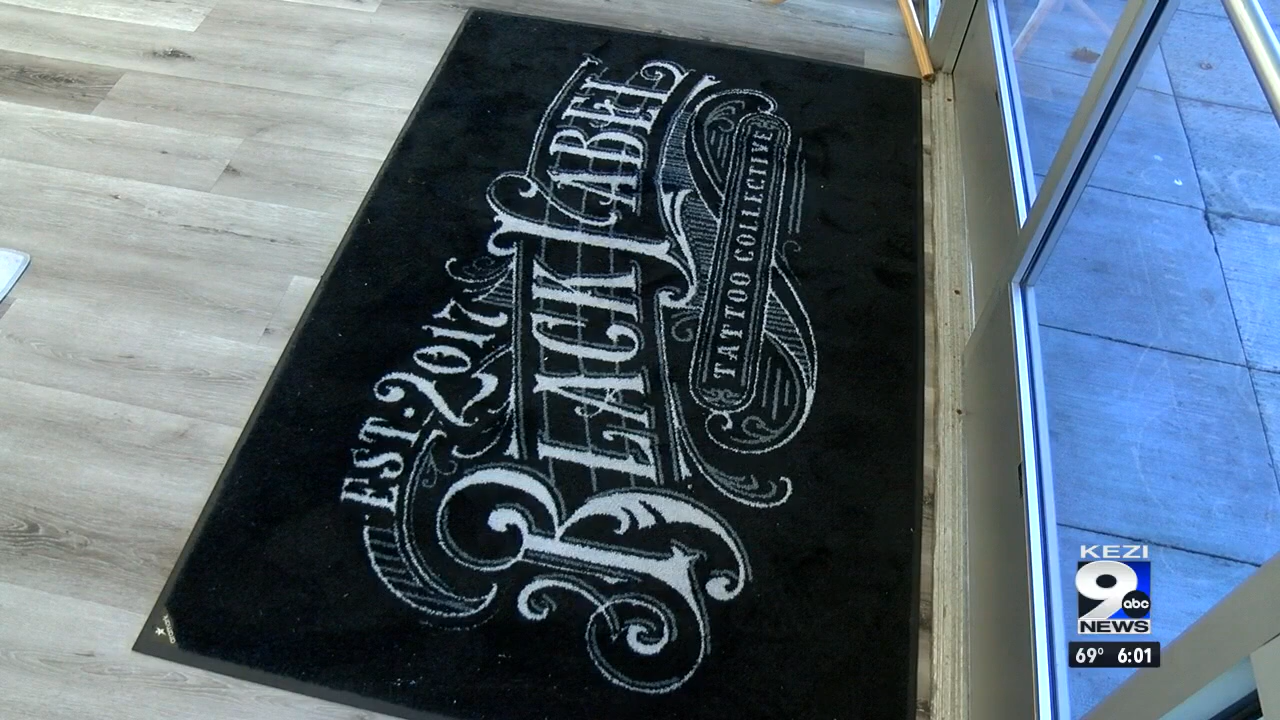 EST. 2017
BLACK LABEL
TATTOO COLLECTIVE
KEZI
9
abc
NEWS
69° 6:01